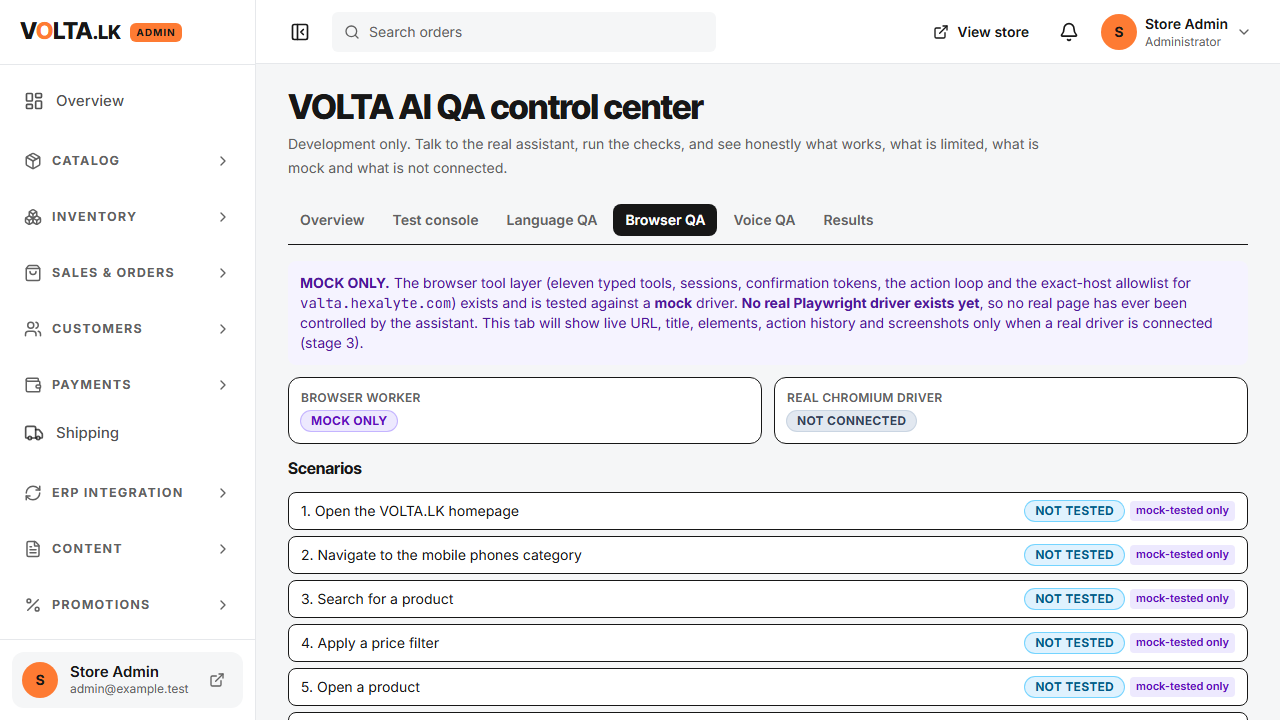 VOLTA.LK ADMIN
Search orders
View store
S
Store Admin
Administrator
Overview
CATALOG
INVENTORY
SALES & ORDERS
CUSTOMERS
PAYMENTS
Shipping
ERP INTEGRATION
CONTENT
PROMOTIONS
S
Store Admin
admin@example.test
VOLTA AI QA control center
Development only. Talk to the real assistant, run the checks, and see honestly what works, what is limited, what is
mock and what is not connected.
Overview Test console Language QA Browser QA Voice QA Results
MOCK ONLY. The browser tool layer (eleven typed tools, sessions, confirmation tokens, the action loop and the exact-host allowlist for
valta.hexalyte.com) exists and is tested against a mock driver. No real Playwright driver exists yet, so no real page has ever been
controlled by the assistant. This tab will show live URL, title, elements, action history and screenshots only when a real driver is connected
(stage 3).
BROWSER WORKER
MOCK ONLY
REAL CHROMIUM DRIVER
NOT CONNECTED
Scenarios
1. Open the VOLTA.LK homepage NOT TESTED mock-tested only
2. Navigate to the mobile phones category NOT TESTED mock-tested only
3. Search for a product NOT TESTED mock-tested only
4. Apply a price filter NOT TESTED mock-tested only
5. Open a product NOT TESTED mock-tested only